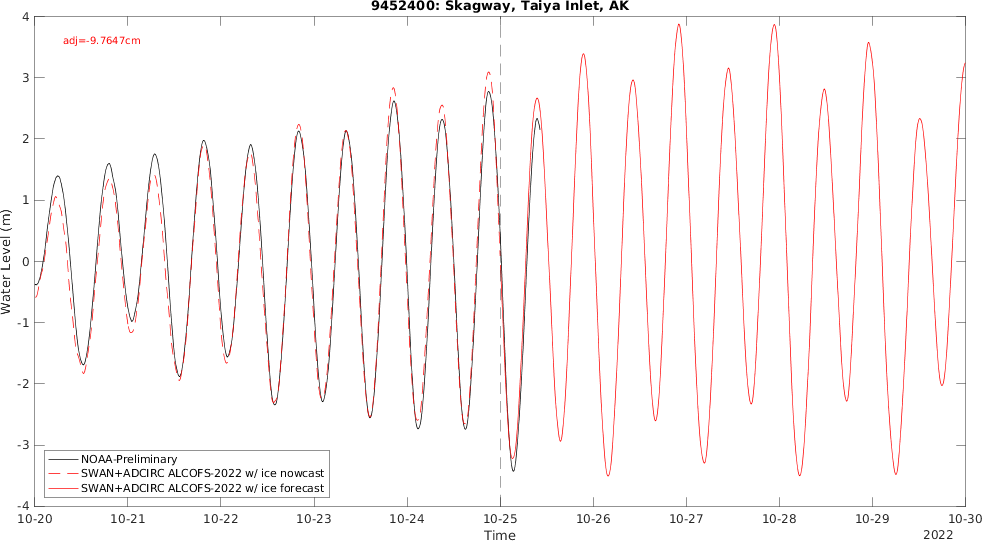 9452400: Skagway, Taiya Inlet, AK
adj=-9.7647cm
4
3
2
1
0
-1
-2
-3
-4
Water Level (m)
NOAA-Preliminary
SWAN+ADCIRC ALCOFS-2022 w/ ice nowcast
SWAN+ADCIRC ALCOFS-2022 w/ ice forecast
10-20 10-21 10-22 10-23 10-24 10-25 10-26 10-27 10-28 10-29 10-30
Time
2022